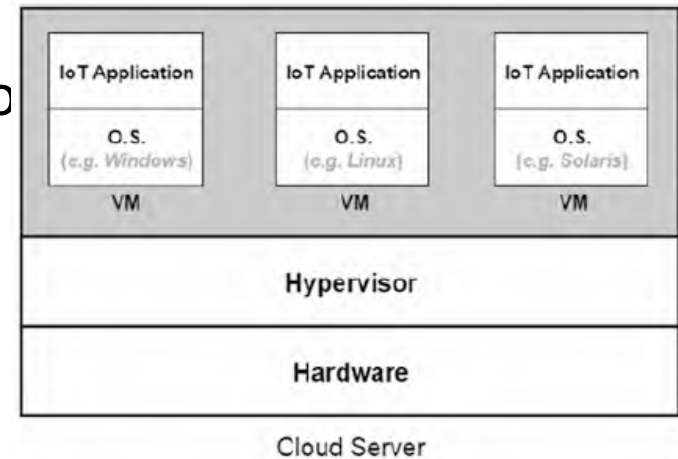 IoT Application IoT Application IoT Application
O.S. O.S. O.S.
(e.g. Windows) (e.g. Linux) (e.g. Solaris)
VM VM VM
Hypervisor
Hardware
Cloud Server